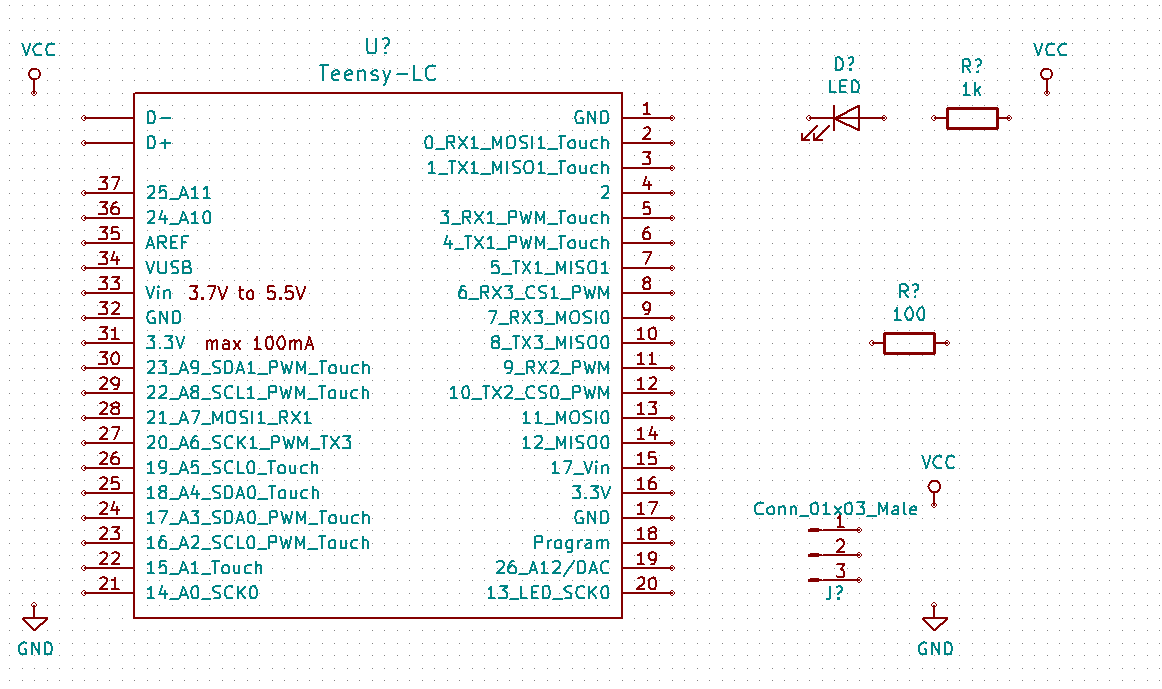 VCC
U?
Teensy-LC
D?
LED
R?
1k
VCC
D-
D+
37 25_A11
36 24_A10
35 AREF
34 VUSB
33 Vin 3.7V to 5.5V
32 GND
31 3.3V max 100mA
30 23_A9_SDA1_PWM_Touch
29 22_A8_SCL1_PWM_Touch
28 21_A7_MOSI1_RX1
27 20_A6_SCK1_PWM_TX3
26 19_A5_SCL0_Touch
25 18_A4_SDA0_Touch
24 17_A3_SDA0_PWM_Touch
23 16_A2_SCL0_PWM_Touch
22 15_A1_Touch
21 14_A0_SCK0
GND 1
0_RX1_MOSI1_Touch 2
1_TX1_MISO1_Touch 3
2 4
3_RX1_PWM_Touch 5
4_TX1_PWM_Touch 6
5_TX1_MISO1 7
6_RX3_CS1_PWM 8
7_RX3_MOSI0 9
8_TX3_MISO0 10
9_RX2_PWM 11
10_TX2_CS0_PWM 12
11_MOSI0 13
12_MISO0 14
17_Vin 15
3.3V 16
GND 17
Program 18
26_A12/DAC 19
13_LED_SCK0 20
R?
100
VCC
Conn_01x03_Male
1
2
3
J?
GND
GND